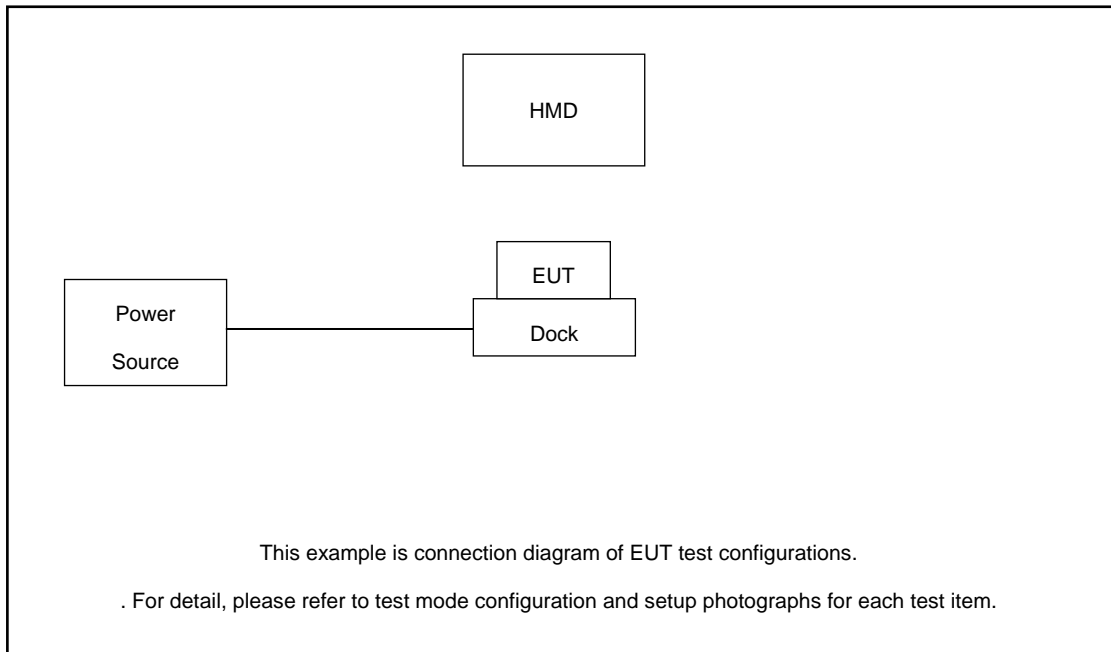 HMD
EUT
Power
Source
Dock
This example is connection diagram of EUT test configurations.
. For detail, please refer to test mode configuration and setup photographs for each test item.